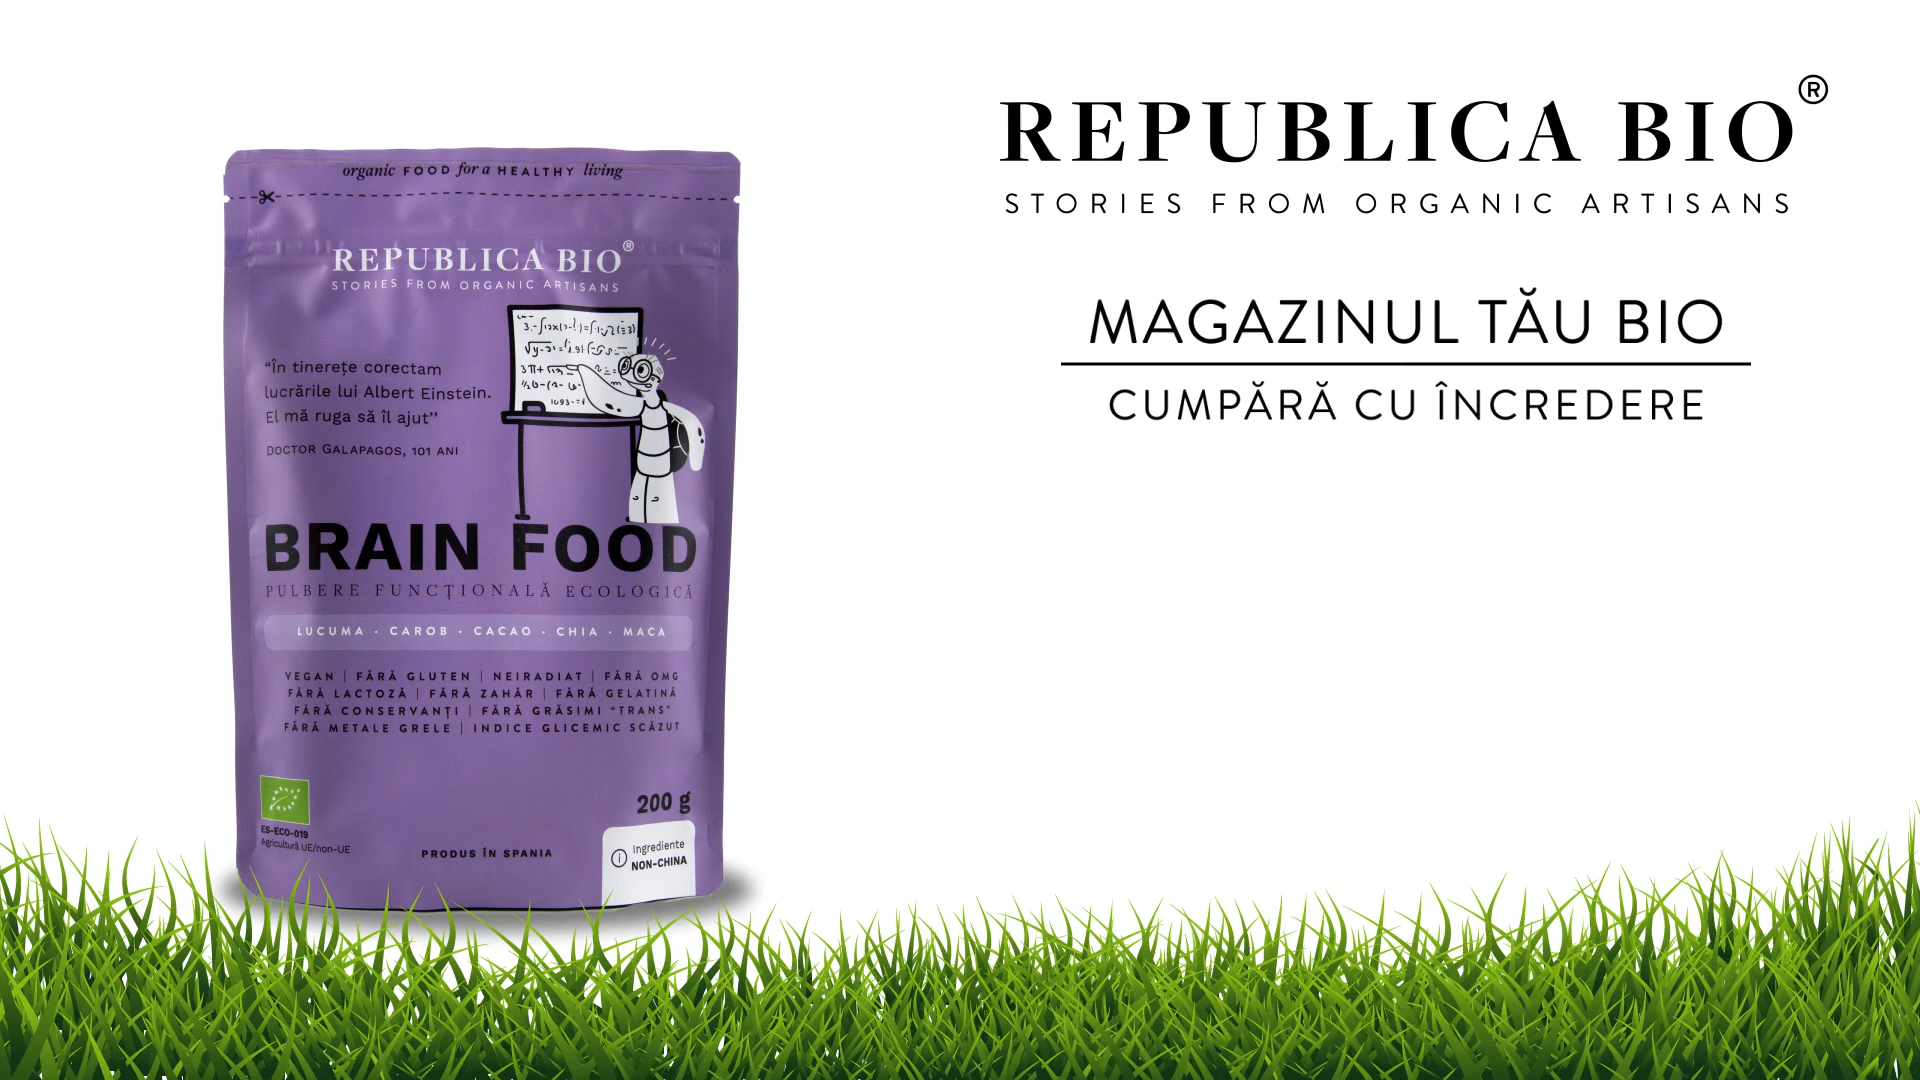 organic FOOD for a HEALTHY living
REPUBLICA BIO®
STORIES FROM ORGANIC ARTISANS
“În tinerețe corectam
lucrările lui Albert Einstein.
El mă ruga să îl ajut”
DOCTOR GALAPAGOS, 101 ANI
BRAIN FOOD
PULBERE FUNCȚIONALĂ ECOLOGICĂ
LUCUMA · CAROB · CACAO · CHIA · MACA
VEGAN | FĂRĂ GLUTEN | NEIRADIAT | FĂRĂ OMG
FĂRĂ LACTOZĂ | FĂRĂ ZAHĂR | FĂRĂ GELATINĂ
FĂRĂ CONSERVANȚI | FĂRĂ GRĂSIMI “TRANS”
FĂRĂ METALE GRELE | INDICE GLICEMIC SCĂZUT
200 g
ES-ECO-019
Agricultură UE/non-UE
PRODUS ÎN SPANIA
Ingrediente
NON-CHINA
REPUBLICA BIO®
STORIES FROM ORGANIC ARTISANS
MAGAZINUL TĂU BIO
CUMPĂRĂ CU ÎNCREDERE